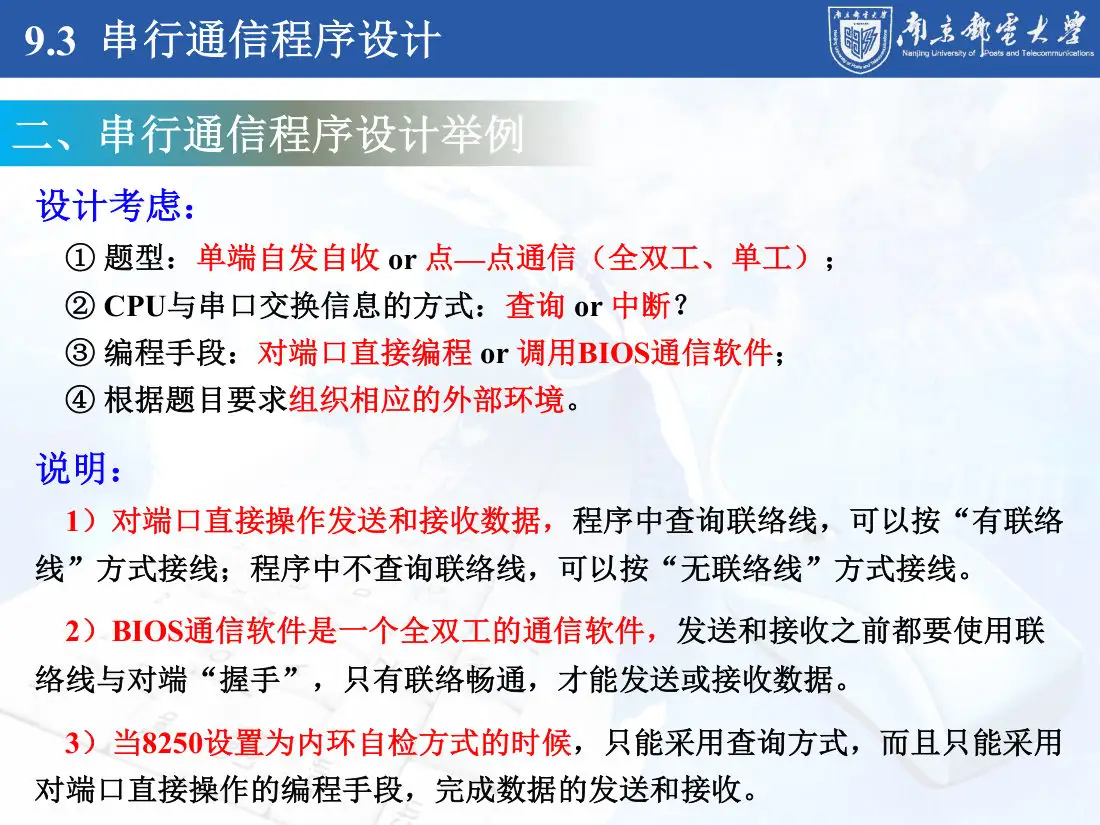 9.3 串行通信程序设计
南京邮电大学
Nanjing University of Posts and Telecommunications
二、串行通信程序设计举例
设计考虑：
① 题型：单端自发自收 or 点—点通信（全双工、单工）；
② CPU与串口交换信息的方式：查询 or 中断？
③ 编程手段：对端口直接编程 or 调用BIOS通信软件；
④ 根据题目要求组织相应的外部环境。
说明：
1）对端口直接操作发送和接收数据，程序中查询联络线，可以按“有联络
线”方式接线；程序中不查询联络线，可以按“无联络线”方式接线。
2）BIOS通信软件是一个全双工的通信软件，发送和接收之前都要使用联
络线与对端“握手”，只有联络畅通，才能发送或接收数据。
3）当8250设置为内环自检方式的时候，只能采用查询方式，而且只能采用
对端口直接操作的编程手段，完成数据的发送和接收。